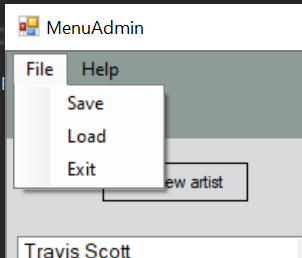 MenuAdmin
File Help
Save
Load
Exit
ew artist
Travis Scott